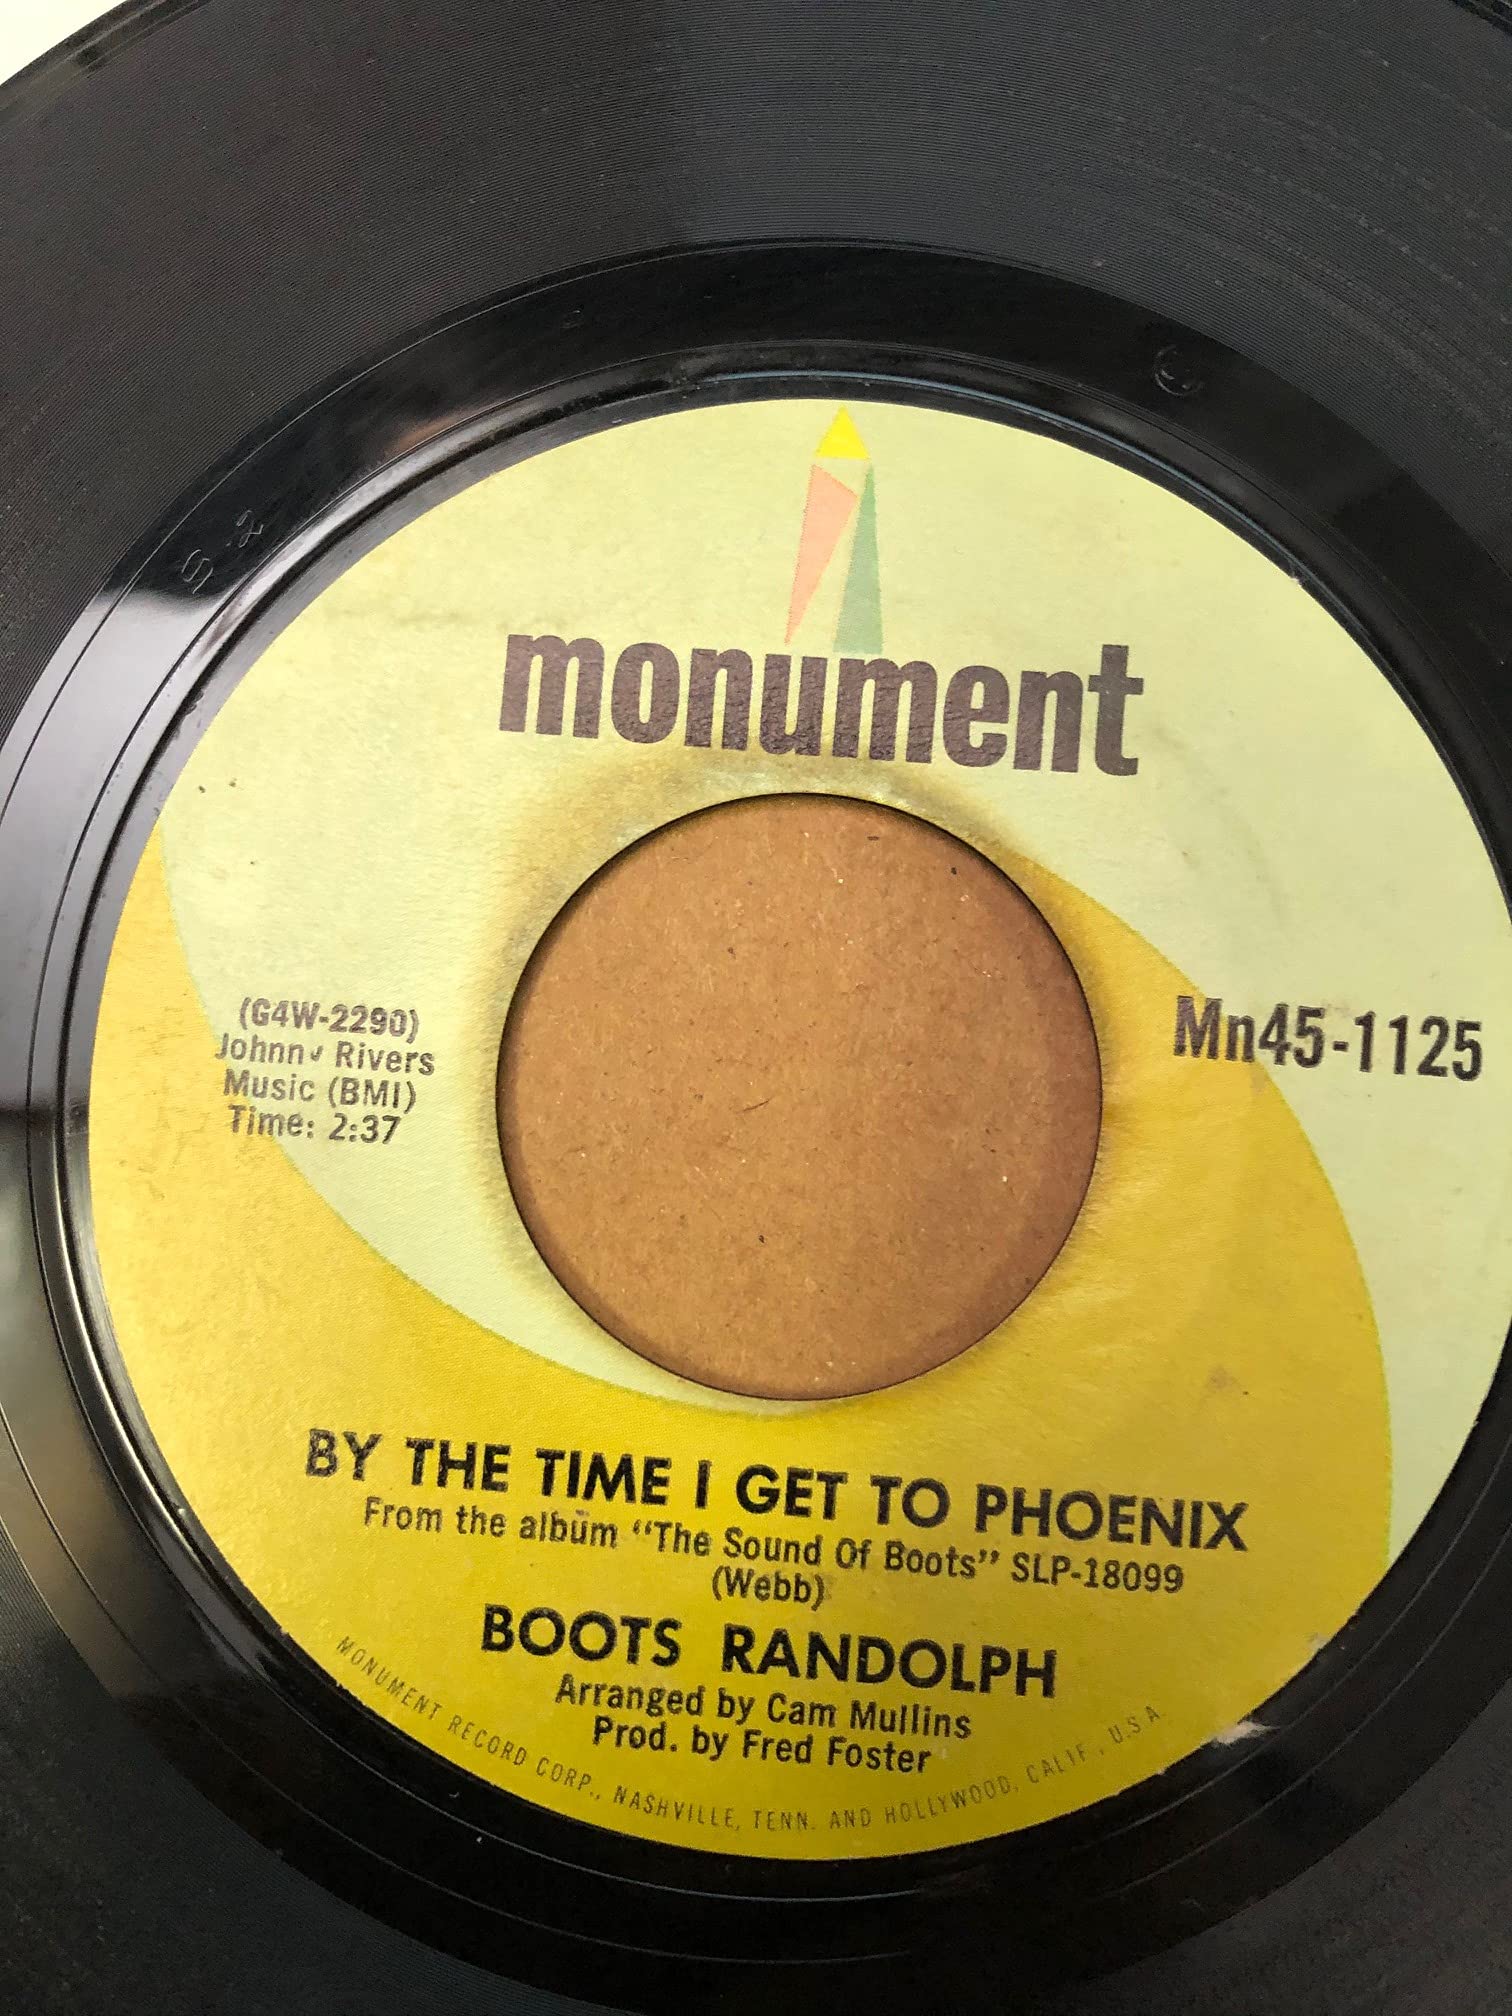 monument
(G4W-2290)
Johnny Rivers
Music (BMI)
Time: 2:37
Mn45-1125
BY THE TIME I GET TO PHOENIX
From the album "The Sound Of Boots" SLP-18099
(Webb)
BOOTS RANDOLPH
Arranged by Cam Mullins
Prod. by Fred Foster
MONUMENT RECORD CORP., NASHVILLE, TENN. AND HOLLYWOOD, CALIF., U.S.A.